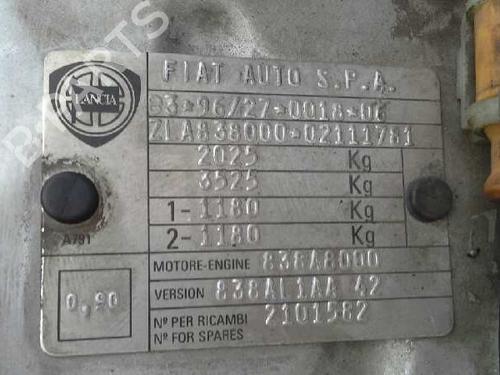 FIAT AUTO S.P.A.
LANCIA
e3*96/27*0018*06
ZLA838000*02111781
2025 Kg
3525 Kg
1-1180 Kg
2-1180 Kg
A791
MOTORE-ENGINE 838A8000
0,90
VERSION 838AL1AA 42
Nº PER RICAMBI 2101582
Nº FOR SPARES